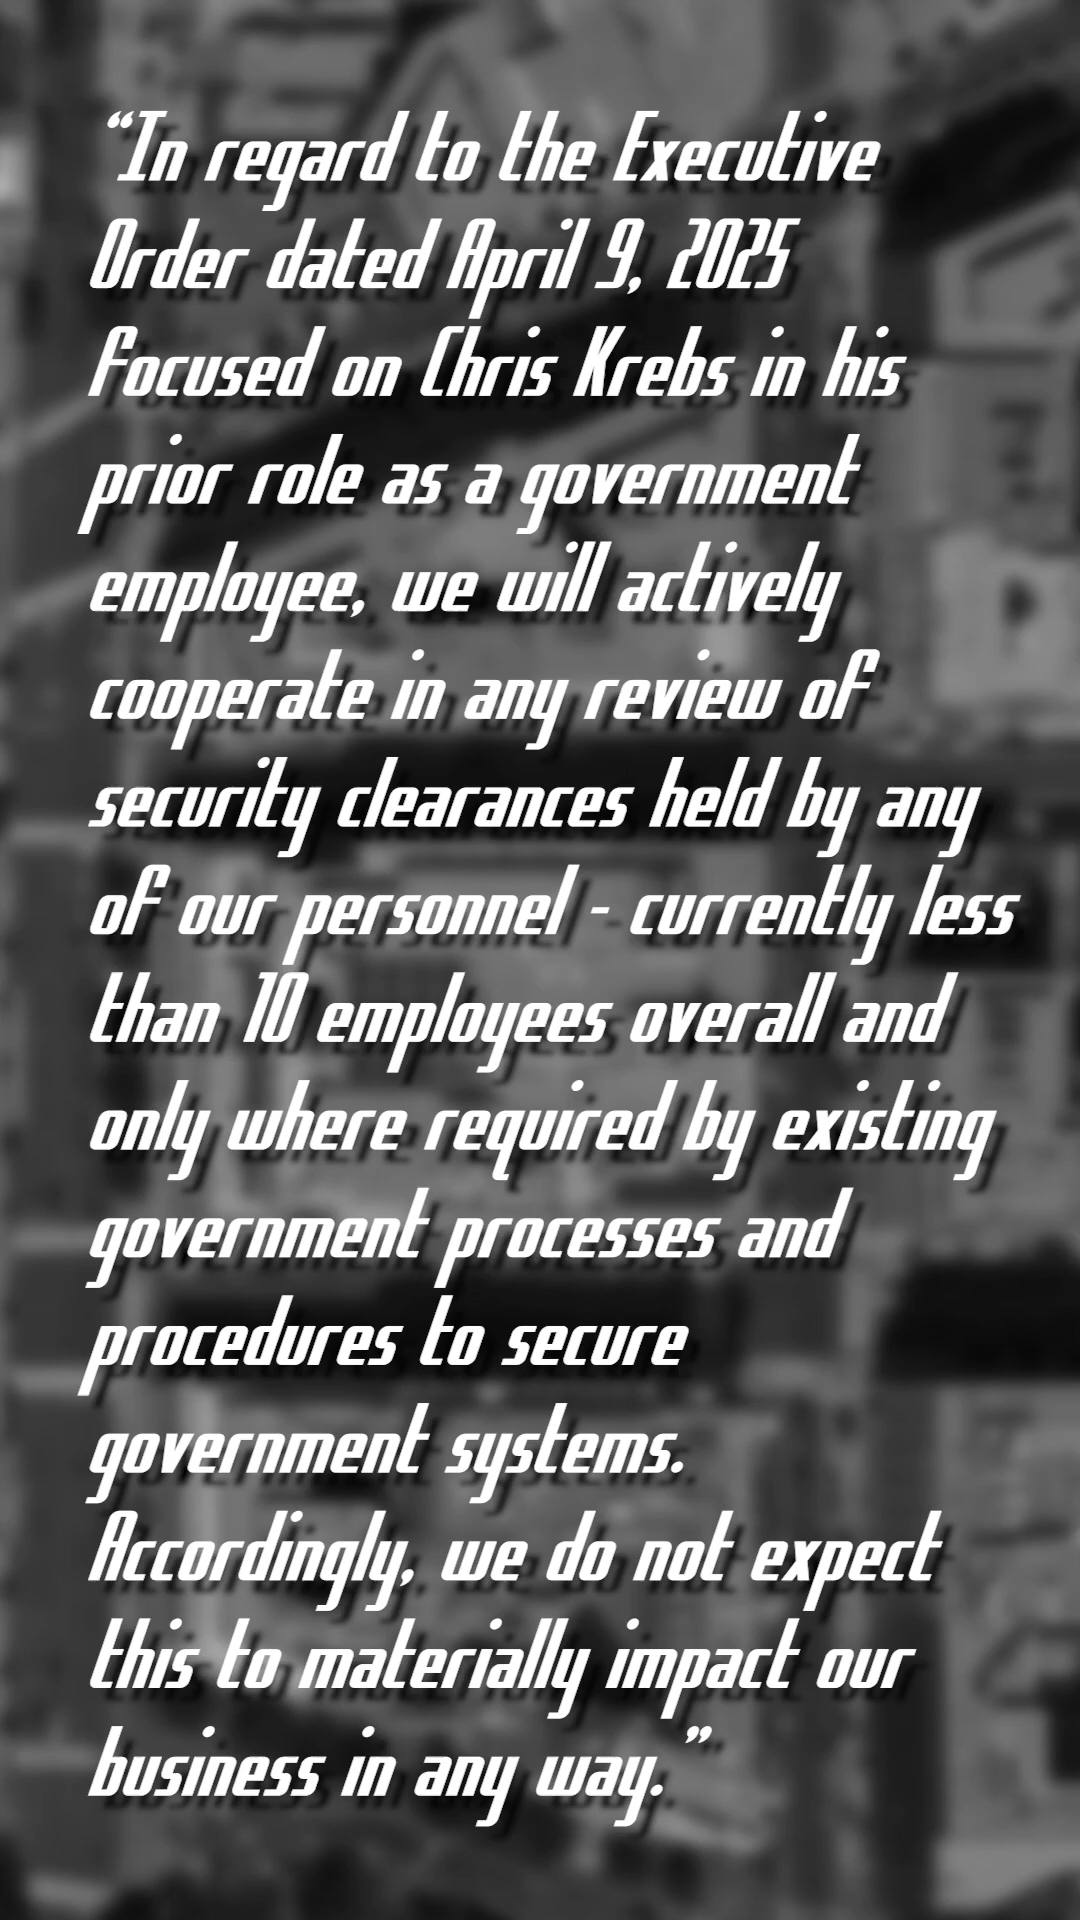 “In regard to the Executive
Order dated April 9, 2025
focused on Chris Krebs in his
prior role as a government
employee, we will actively
cooperate in any review of
security clearances held by any
of our personnel - currently less
than 10 employees overall and
only where required by existing
government processes and
procedures to secure
government systems.
Accordingly, we do not expect
this to materially impact our
business in any way.”